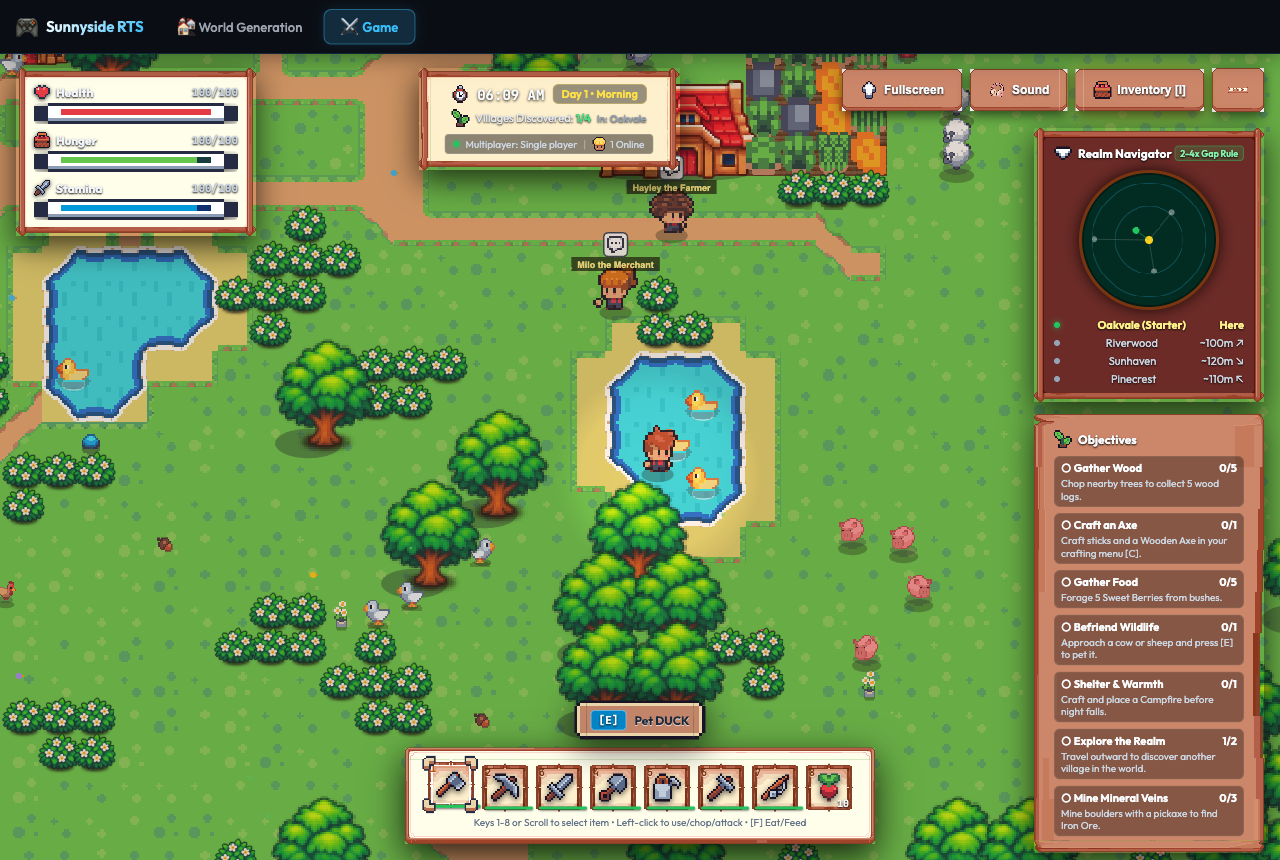 Sunnyside RTS
World Generation
Game
Health 100/100
Hunger 100/100
Stamina 100/100
06:09 AM Day 1 • Morning
Villages Discovered: 1/4 In: Oakvale
Multiplayer: Single player | 1 Online
Fullscreen
Sound
Inventory [I]
Hayley the Farmer
Milo the Merchant
Realm Navigator 2-4x Gap Rule
Oakvale (Starter) Here
Riverwood ~100m ↗
Sunhaven ~120m ↘
Pinecrest ~110m ↖
Objectives
Gather Wood 0/5
Chop nearby trees to collect 5 wood
logs.
Craft an Axe 0/1
Craft sticks and a Wooden Axe in your
crafting menu [C].
Gather Food 0/5
Forage 5 Sweet Berries from bushes.
Befriend Wildlife 0/1
Approach a cow or sheep and press [E]
to pet it.
Shelter & Warmth 0/1
Craft and place a Campfire before
night falls.
Explore the Realm 1/2
Travel outward to discover another
village in the world.
Mine Mineral Veins 0/3
Mine boulders with a pickaxe to find
Iron Ore.
[E] Pet DUCK
10
Keys 1-8 or Scroll to select item • Left-click to use/chop/attack • [F] Eat/Feed